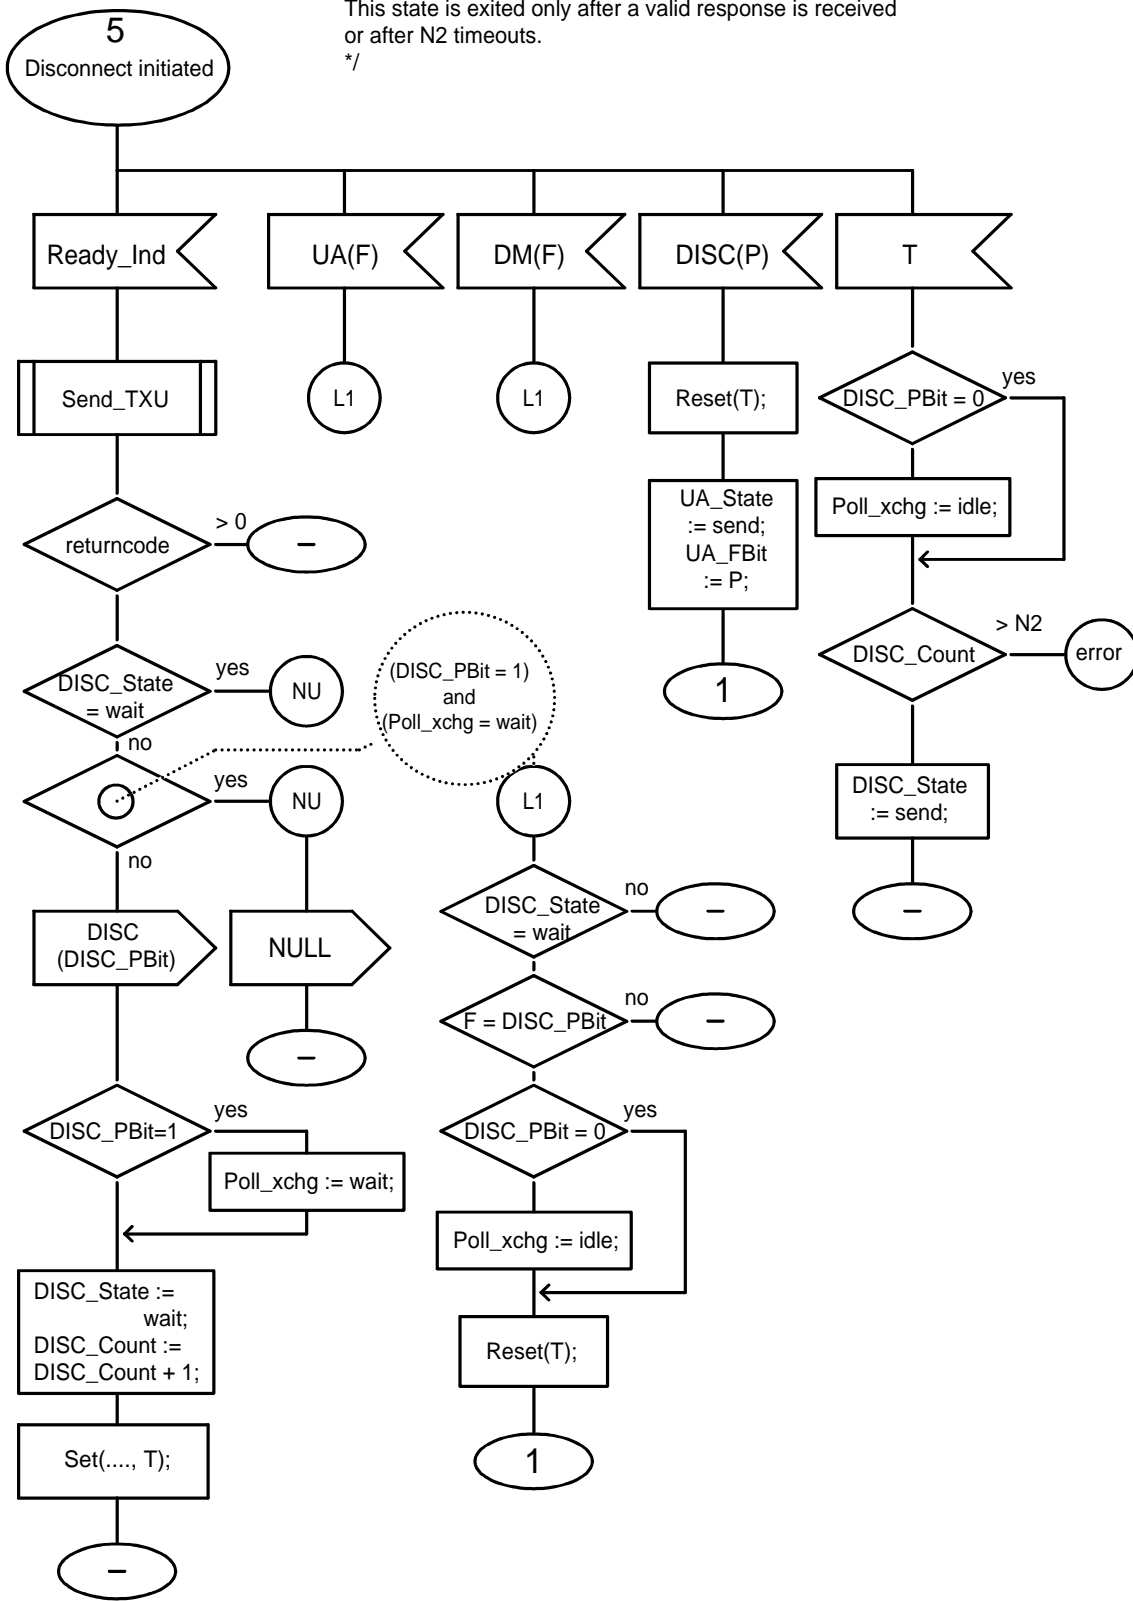 This state is exited only after a valid response is received
or after N2 timeouts.
*/
5
Disconnect initiated
Ready_Ind
UA(F)
DM(F)
DISC(P)
T
Send_TXU
L1
L1
Reset(T);
DISC_PBit = 0
yes
UA_State
:= send;
UA_FBit
:= P;
Poll_xchg := idle;
returncode
> 0
–
DISC_Count
> N2
error
DISC_State
= wait
yes
NU
no
(DISC_PBit = 1)
and
(Poll_xchg = wait)
1
yes
NU
no
L1
DISC_State
:= send;
–
DISC
(DISC_PBit)
NULL
–
DISC_State
= wait
no
–
F = DISC_PBit
no
–
DISC_PBit=1
yes
Poll_xchg := wait;
DISC_PBit = 0
yes
Poll_xchg := idle;
DISC_State :=
wait;
DISC_Count :=
DISC_Count + 1;
Reset(T);
Set(...., T);
1
–